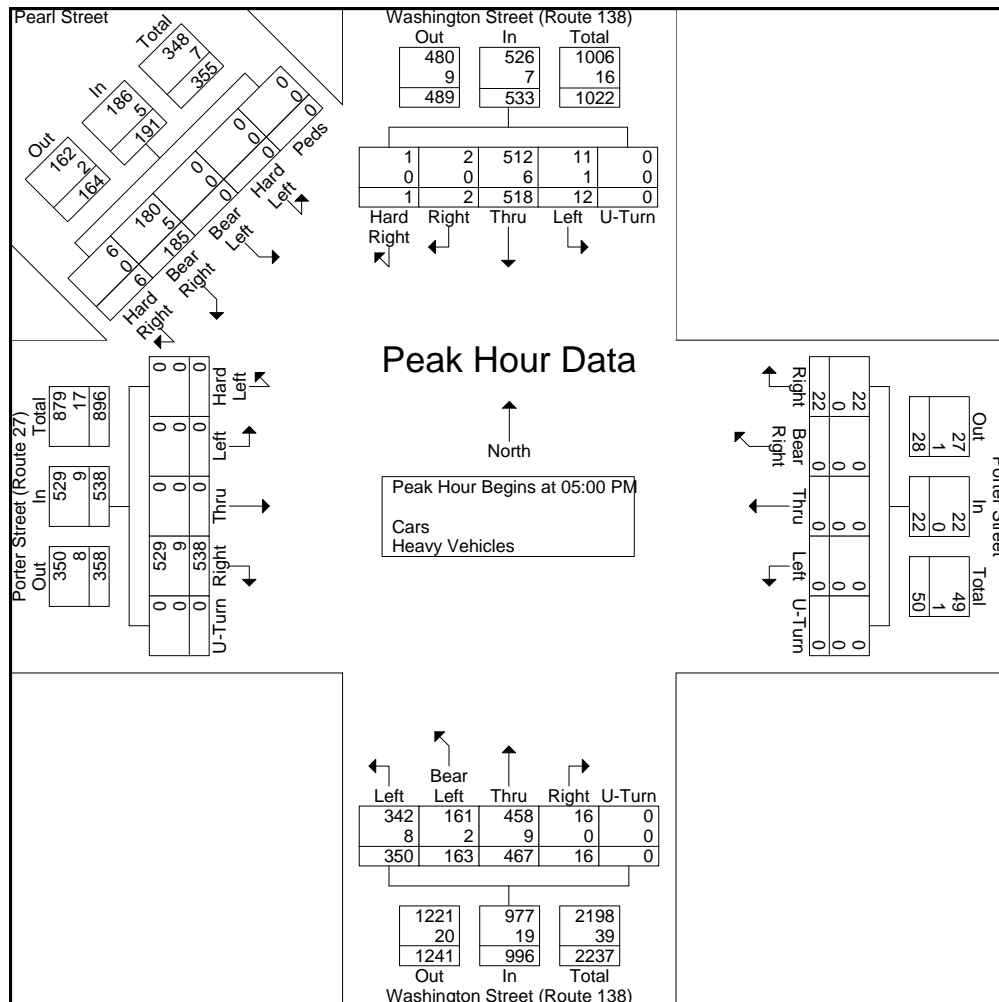 Pearl Street
Total
348
7
355
In
186
5
191
Out
162
2
164
0
0
0
Peds
0
0
0
Hard
Left
0
0
0
Bear
Left
180
5
185
Bear
Right
6
0
6
Hard
Right
Washington Street (Route 138)
Out In Total
480 526 1006
9 7 16
489 533 1022
1 2 512 11 0
0 0 6 1 0
1 2 518 12 0
Hard
Right Right Thru Left U-Turn
Peak Hour Data
North
Peak Hour Begins at 05:00 PM
Cars
Heavy Vehicles
Porter Street (Route 27)
Out In Total
350 529 879
8 9 17
358 538 896
0 529 0 0 0
0 9 0 0 0
0 538 0 0 0
U-Turn Right Thru Left Hard
Left
Porter Street
Out In Total
27 22 49
1 0 1
28 22 50
22 0 0 0 0
0 0 0 0 0
22 0 0 0 0
Right Bear
Right Thru Left U-Turn
Bear
Left Left Thru Right U-Turn
342 161 458 16 0
8 2 9 0 0
350 163 467 16 0
1221 977 2198
20 19 39
1241 996 2237
Out In Total
Washington Street (Route 138)